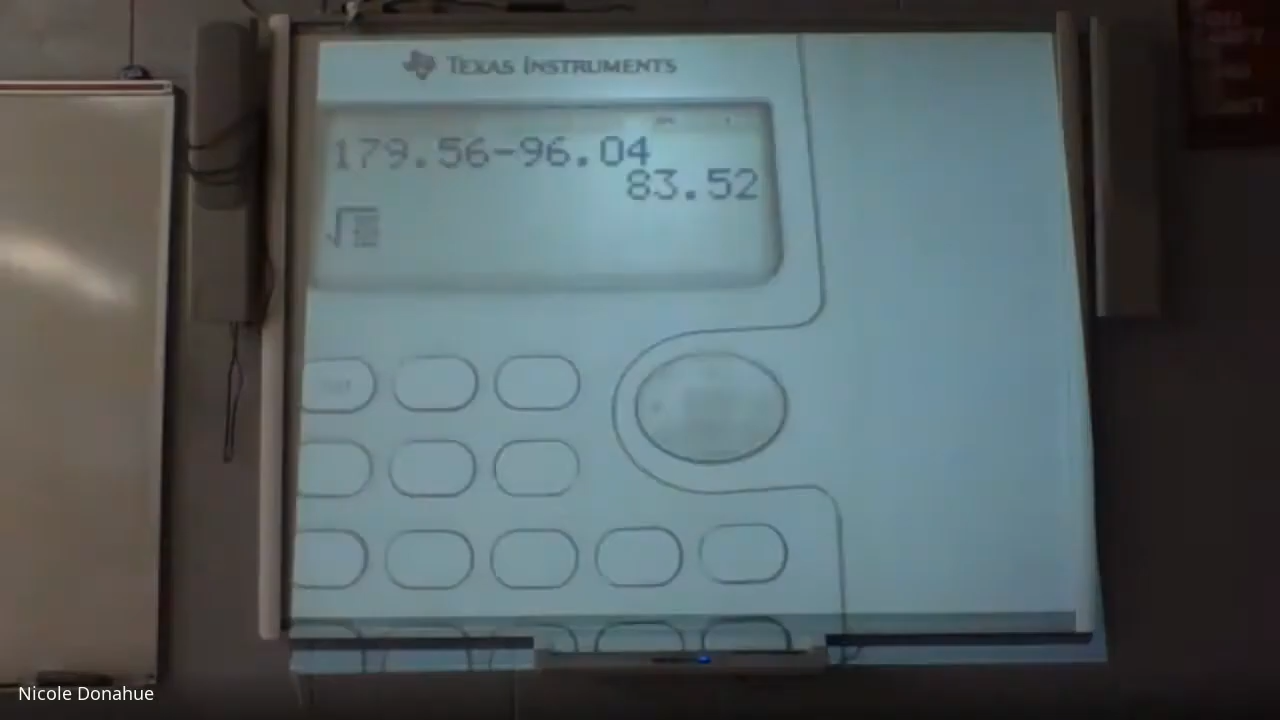 TEXAS INSTRUMENTS
179.56-96.04
83.52
√
Nicole Donahue